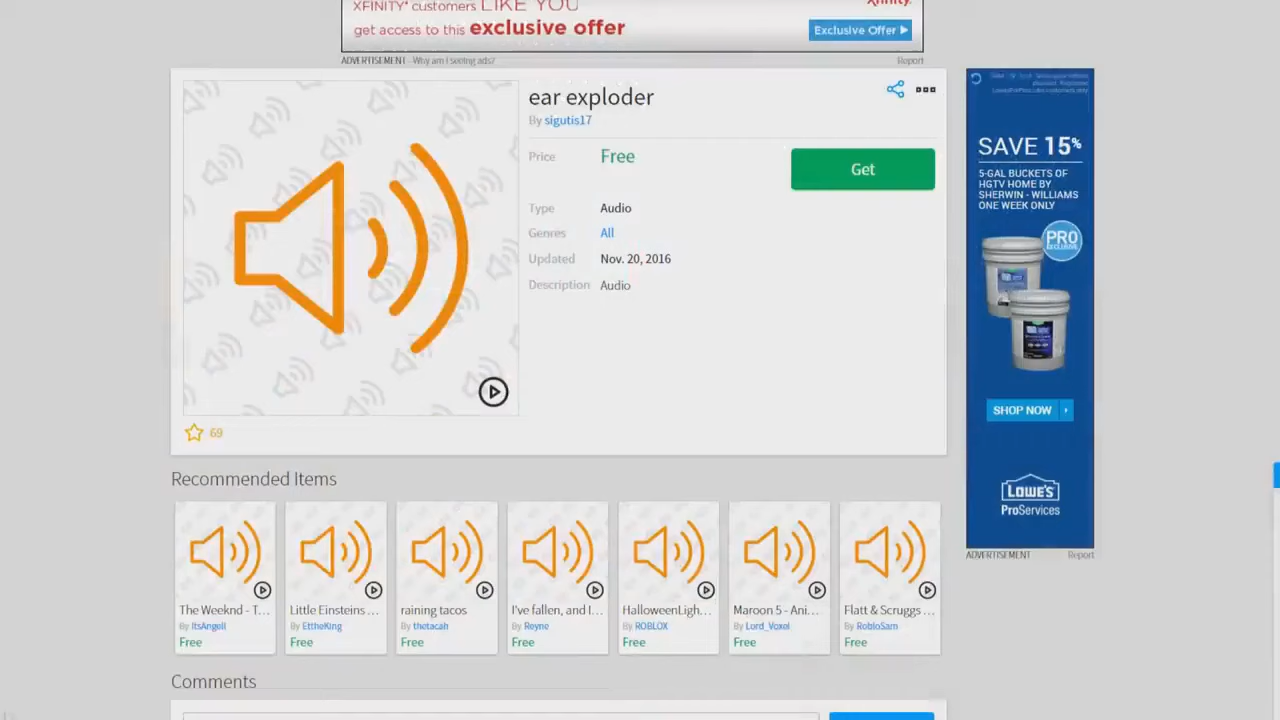 XFINITY® customers LIKE YOU
get access to this exclusive offer
xfinity.
Exclusive Offer
ADVERTISEMENT - Why am I seeing ads?
Report
ear exploder
By sigutis17
Price
Free
Get
Type
Audio
Genres
All
Updated
Nov. 20, 2016
Description
Audio
69
SAVE 15%
5-GAL BUCKETS OF
HGTV HOME BY
SHERWIN - WILLIAMS
ONE WEEK ONLY
PRO
EXCLUSIVE
SHOP NOW
LOWE'S
ProServices
ADVERTISEMENT
Report
Recommended Items
The Weeknd - T...
By ItsAngell
Free
Little Einsteins ...
By EttheKing
Free
raining tacos
By thetacah
Free
I've fallen, and I...
By Reyne
Free
HalloweenLigh...
By ROBLOX
Free
Maroon 5 - Ani...
By Lord_Voxel
Free
Flatt & Scruggs ...
By RobloSam
Free
Comments